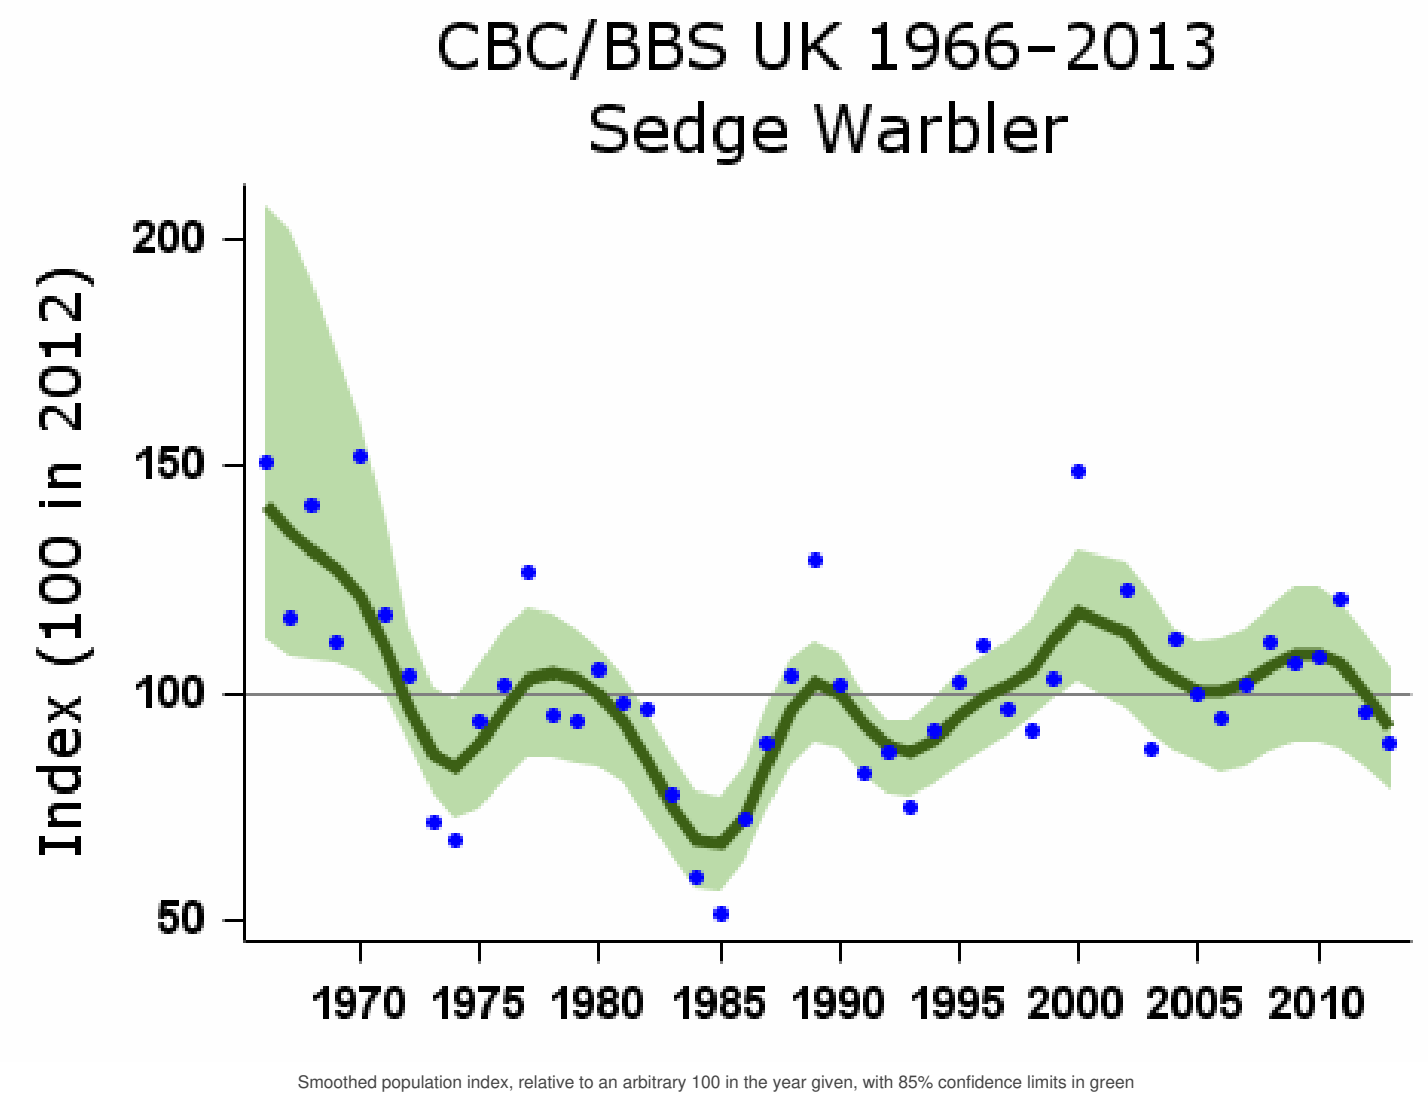 CBC/BBS UK 1966–2013
Sedge Warbler
Index (100 in 2012)
200
150
100
50
1970 1975 1980 1985 1990 1995 2000 2005 2010
Smoothed population index, relative to an arbitrary 100 in the year given, with 85% confidence limits in green